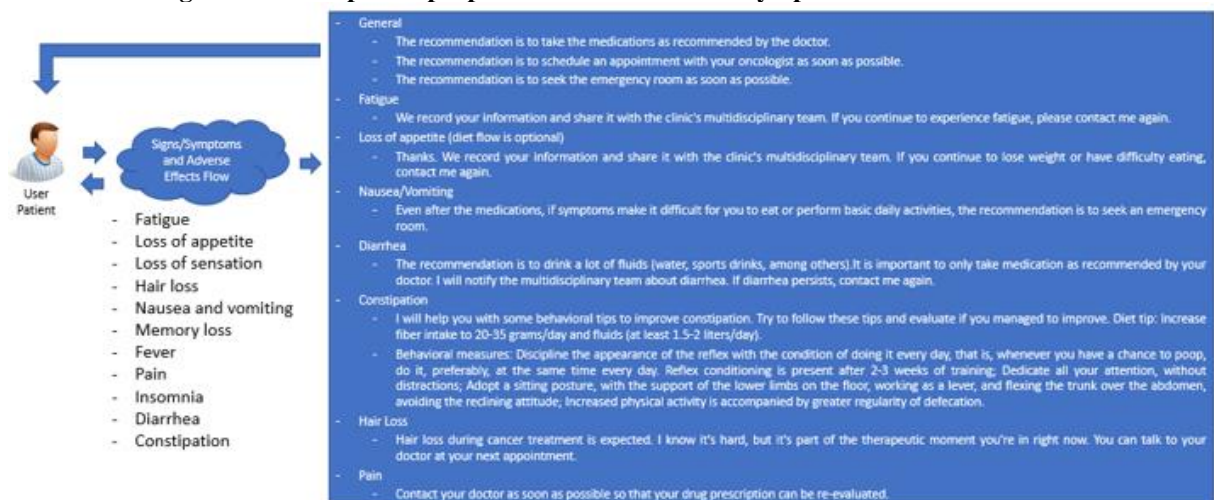 User
Patient
Signs/Symptoms
and Adverse
Effects Flow
- Fatigue
- Loss of appetite
- Loss of sensation
- Hair loss
- Nausea and vomiting
- Memory loss
- Fever
- Pain
- Insomnia
- Diarrhea
- Constipation
- General
- The recommendation is to take the medications as recommended by the doctor.
- The recommendation is to schedule an appointment with your oncologist as soon as possible.
- The recommendation is to seek the emergency room as soon as possible.
- Fatigue
- We record your information and share it with the clinic's multidisciplinary team. If you continue to experience fatigue, please contact me again.
- Loss of appetite (diet flow is optional)
- Thanks. We record your information and share it with the clinic's multidisciplinary team. If you continue to lose weight or have difficulty eating,
contact me again.
- Nausea/Vomiting
- Even after the medications, if symptoms make it difficult for you to eat or perform basic daily activities, the recommendation is to seek an emergency
room.
- Diarrhea
- The recommendation is to drink a lot of fluids (water, sports drinks, among others).It is important to only take medication as recommended by your
doctor. I will notify the multidisciplinary team about diarrhea. If diarrhea persists, contact me again.
- Constipation
- I will help you with some behavioral tips to improve constipation. Try to follow these tips and evaluate if you managed to improve. Diet tip: Increase
fiber intake to 20-35 grams/day and fluids (at least 1.5-2 liters/day).
- Behavioral measures: Discipline the appearance of the reflex with the condition of doing it every day, that is, whenever you have a chance to poop,
do it, preferably, at the same time every day. Reflex conditioning is present after 2-3 weeks of training; Dedicate all your attention, without
distractions; Adopt a sitting posture, with the support of the lower limbs on the floor, working as a lever, and flexing the trunk over the abdomen,
avoiding the reclining attitude; Increased physical activity is accompanied by greater regularity of defecation.
- Hair Loss
- Hair loss during cancer treatment is expected. I know it's hard, but it's part of the therapeutic moment you're in right now. You can talk to your
doctor at your next appointment.
- Pain
- Contact your doctor as soon as possible so that your drug prescription can be re-evaluated.